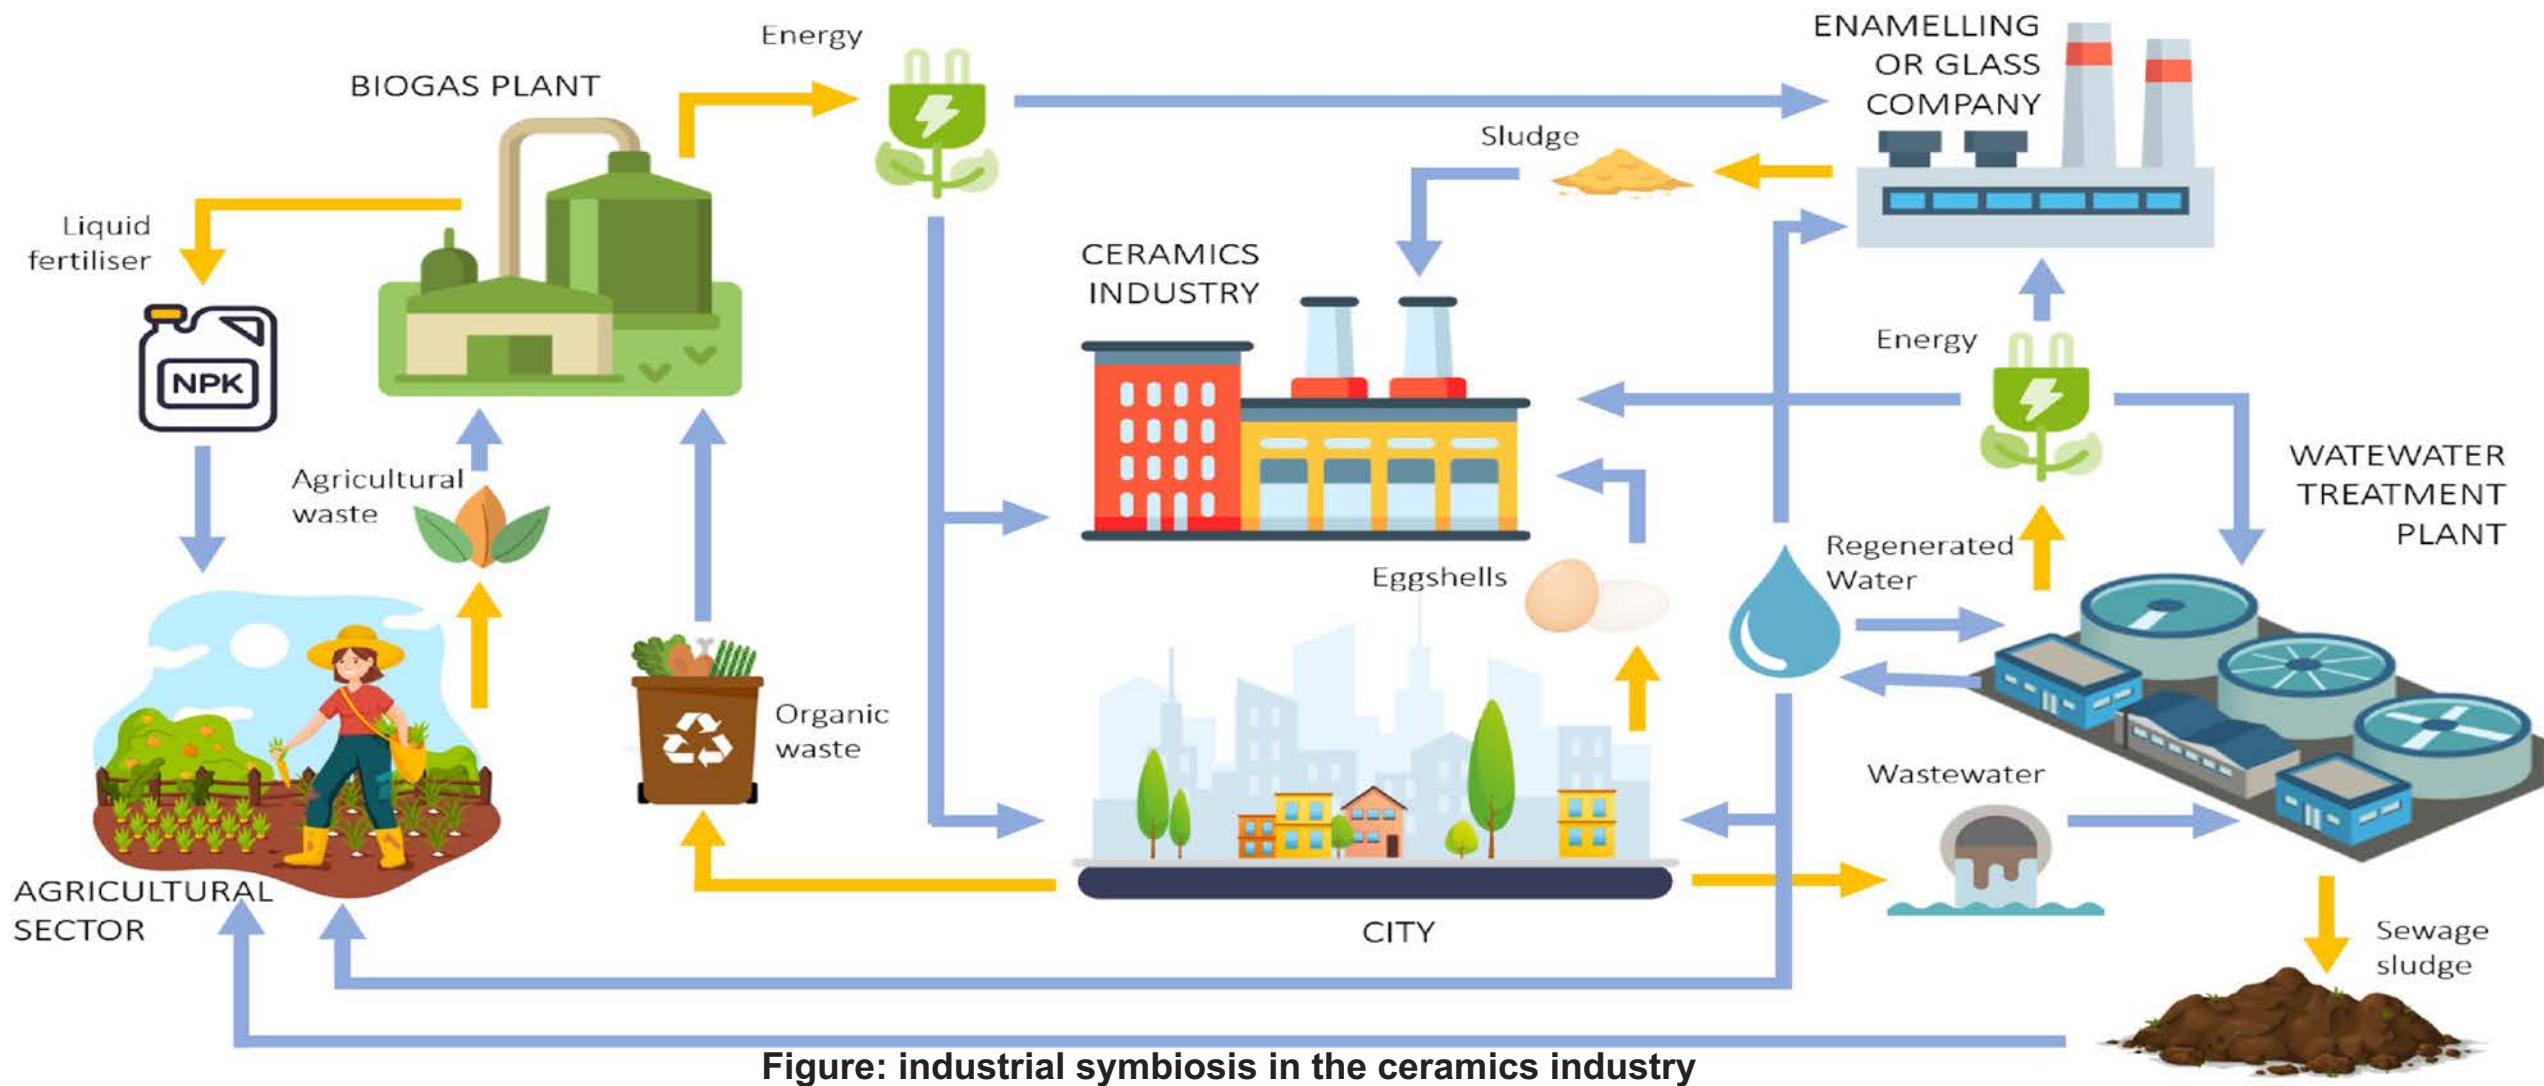 Energy
BIOGAS PLANT
ENAMELLING
OR GLASS
COMPANY
Sludge
Liquid
fertiliser
CERAMICS
INDUSTRY
NPK
Energy
Agricultural
waste
WATEWATER
TREATMENT
PLANT
Regenerated
Water
Eggshells
Organic
waste
Wastewater
AGRICULTURAL
SECTOR
CITY
Sewage
sludge
Figure: industrial symbiosis in the ceramics industry